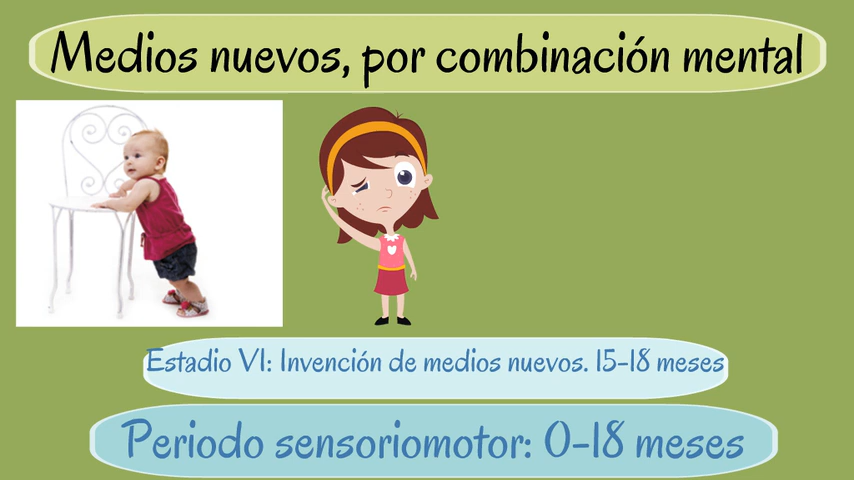 Medios nuevos, por combinación mental
Estadio VI: Invención de medios nuevos. 15-18 meses
Periodo sensoriomotor: 0-18 meses